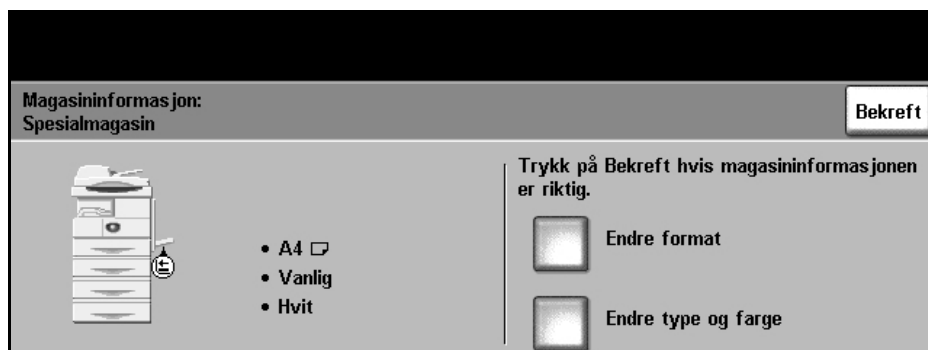 Magasininformasjon:
Spesialmagasin
Bekreft
Trykk på Bekreft hvis magasininformasjonen
er riktig.
• A4
• Vanlig
• Hvit
Endre format
Endre type og farge